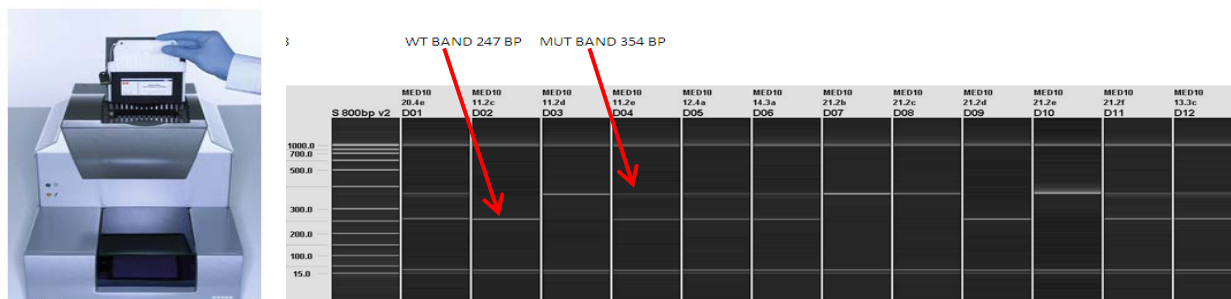 3
WT BAND 247 BP MUT BAND 354 BP
MED10 MED10 MED10 MED10 MED10 MED10 MED10 MED10 MED10 MED10 MED10 MED10
20.4e 11.2c 11.2d 11.2e 12.4a 14.3a 21.2b 21.2c 21.2d 21.2e 21.2f 13.3c
S 800bp v2 D01 D02 D03 D04 D05 D06 D07 D08 D09 D10 D11 D12
1000.0
700.0
500.0
300.0
200.0
100.0
15.0